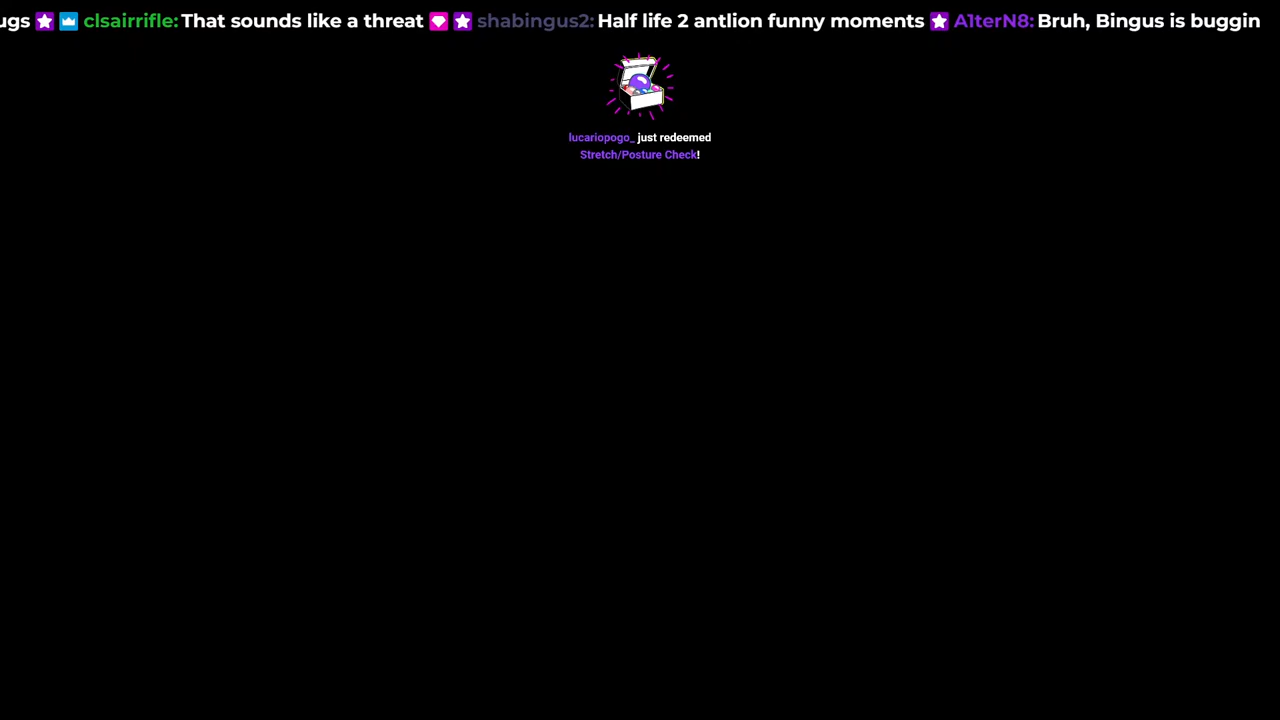 ugs clsairrifle: That sounds like a threat shabingus2: Half life 2 antlion funny moments A1terN8: Bruh, Bingus is buggin
lucariopogo_ just redeemed
Stretch/Posture Check!